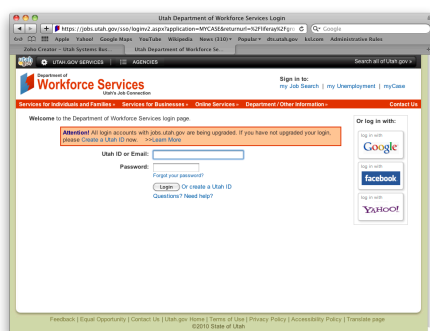 Utah Department of Workforce Services Login
https://jobs.utah.gov/sso/loginv2.aspx?application=MYCASE&returnurl=%2Fliferay%2Fgro
Google
Apple Yahoo! Google Maps YouTube Wikipedia News (310) Popular dts.utah.gov ksl.com Administrative Rules
Zoho Creator - Utah Systems Bus... Utah Department of Workforce Se...
UTAH.GOV SERVICES AGENCIES Search all of Utah.gov »
Department of
Workforce Services
Utah's Job Connection
Sign in to:
my Job Search | my Unemployment | myCase
Services for Individuals and Families Services for Businesses Online Services Department / Other Information Contact Us
Welcome to the Department of Workforce Services login page.
Attention! All login accounts with jobs.utah.gov are being upgraded. If you have not upgraded your login,
please Create a Utah ID now. >>Learn More
Utah ID or Email:
Password:
Forgot your password?
Login Or create a Utah ID
Questions? Need help?
Or log in with:
log in with
Google
log in with
facebook
log in with
YAHOO!
Feedback | Equal Opportunity | Contact Us | Utah.gov Home | Terms of Use | Privacy Policy | Accessibility Policy | Translate page
©2010 State of Utah